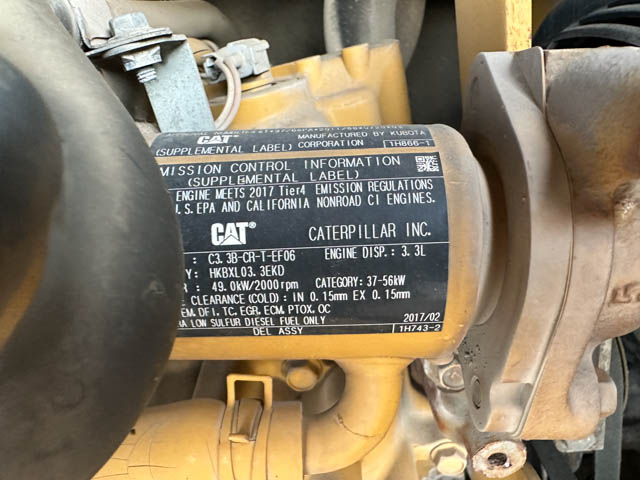 CAT MANUFACTURED BY KUBOTA
(SUPPLEMENTAL LABEL) CORPORATION 1H866-1
MISSION CONTROL INFORMATION
(SUPPLEMENTAL LABEL)
ENGINE MEETS 2017 Tier4 EMISSION REGULATIONS
U.S. EPA AND CALIFORNIA NONROAD CI ENGINES.
CAT CATERPILLAR INC.
: C3.3B-CR-T-EF06 ENGINE DISP.: 3.3L
Y: HKBXL03.3EKD
R : 49.0kW/2000rpm CATEGORY: 37-56kW
E CLEARANCE (COLD) : IN 0.15mm EX 0.15mm
EM. DFI, TC, EGR, ECM, PTOX, OC
RA LOW SULFUR DIESEL FUEL ONLY 2017/02
DEL ASSY 1H743-2